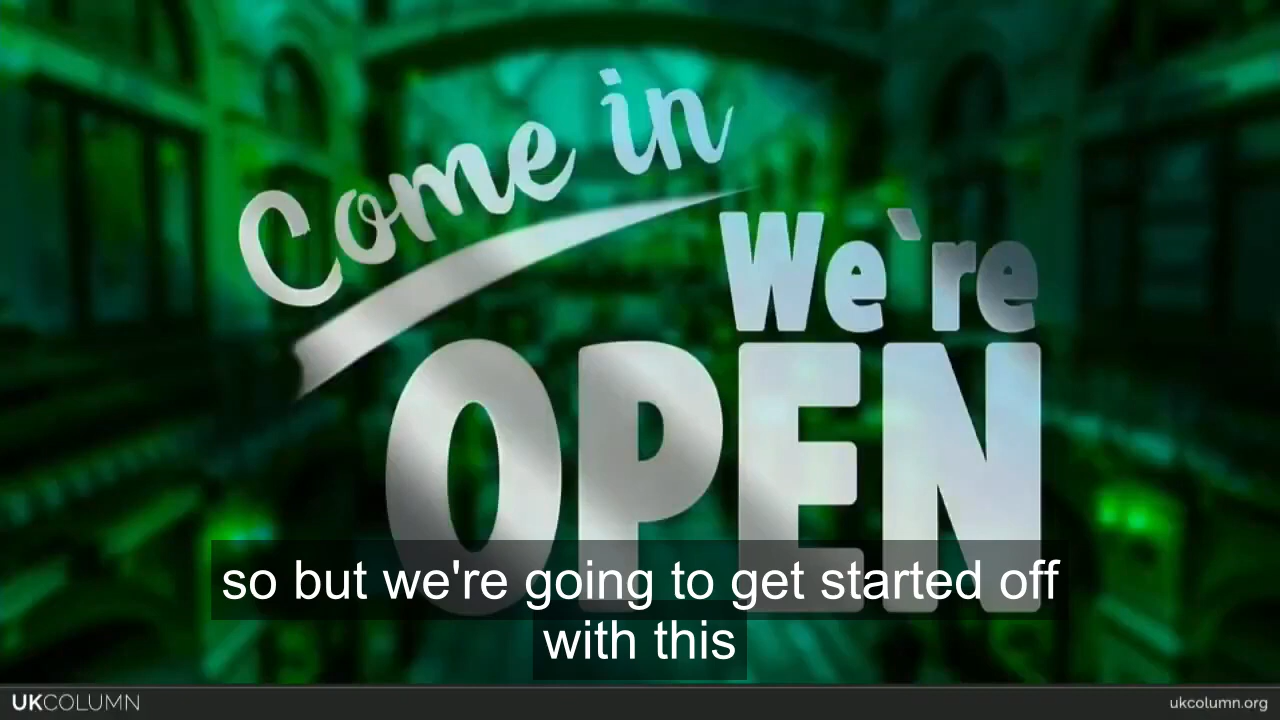 Come in
We`re
OPEN
so but we're going to get started off
with this
UKCOLUMN
ukcolumn.org